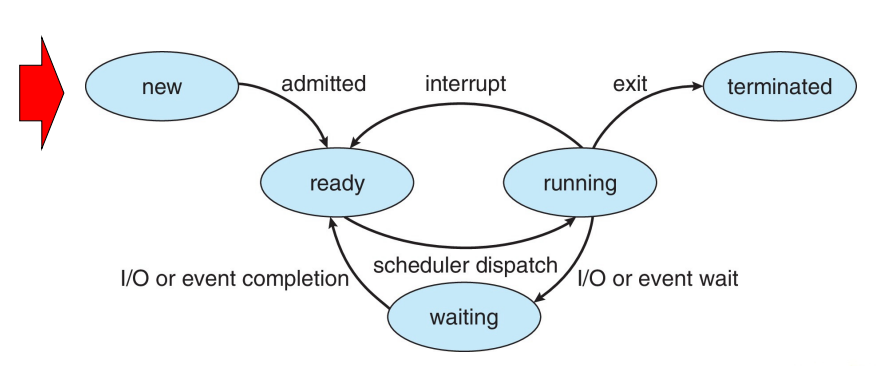 new
admitted
interrupt
exit
terminated
ready
running
scheduler dispatch
I/O or event completion
I/O or event wait
waiting